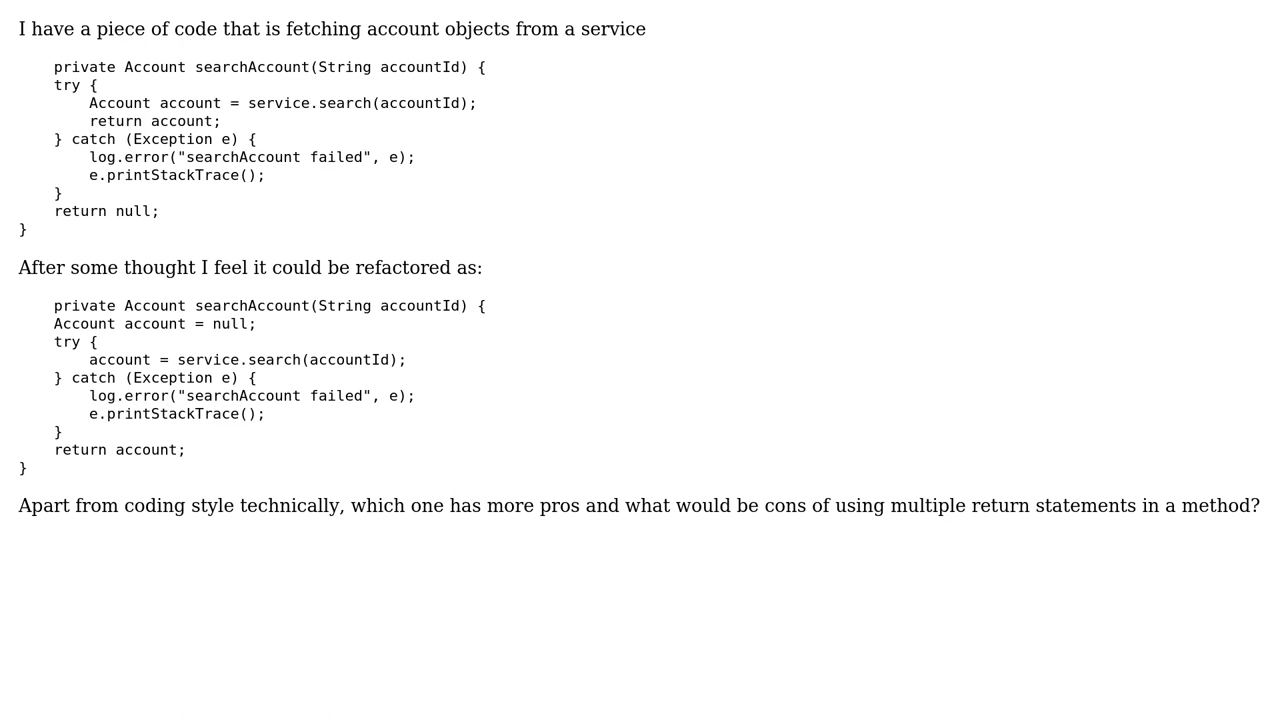 I have a piece of code that is fetching account objects from a service
    private Account searchAccount(String accountId) {
    try {
        Account account = service.search(accountId);
        return account;
    } catch (Exception e) {
        log.error("searchAccount failed", e);
        e.printStackTrace();
    }
    return null;
}
After some thought I feel it could be refactored as:
    private Account searchAccount(String accountId) {
    Account account = null;
    try {
        account = service.search(accountId);
    } catch (Exception e) {
        log.error("searchAccount failed", e);
        e.printStackTrace();
    }
    return account;
}
Apart from coding style technically, which one has more pros and what would be cons of using multiple return statements in a method?